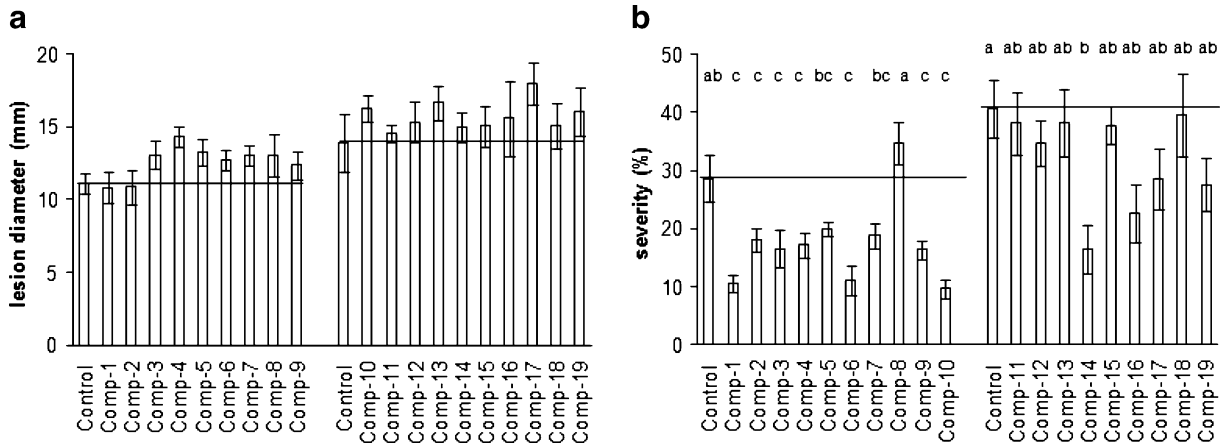 a
lesion diameter (mm)
20
15
10
5
0
Control
Comp-1
Comp-2
Comp-3
Comp-4
Comp-5
Comp-6
Comp-7
Comp-8
Comp-9
Control
Comp-10
Comp-11
Comp-12
Comp-13
Comp-14
Comp-15
Comp-16
Comp-17
Comp-18
Comp-19
b
severity (%)
50
40
30
20
10
0
ab c c c c bc c bc a c c
a ab ab ab b ab ab ab ab ab
Control
Comp-1
Comp-2
Comp-3
Comp-4
Comp-5
Comp-6
Comp-7
Comp-8
Comp-9
Comp-10
Control
Comp-11
Comp-12
Comp-13
Comp-14
Comp-15
Comp-16
Comp-17
Comp-18
Comp-19